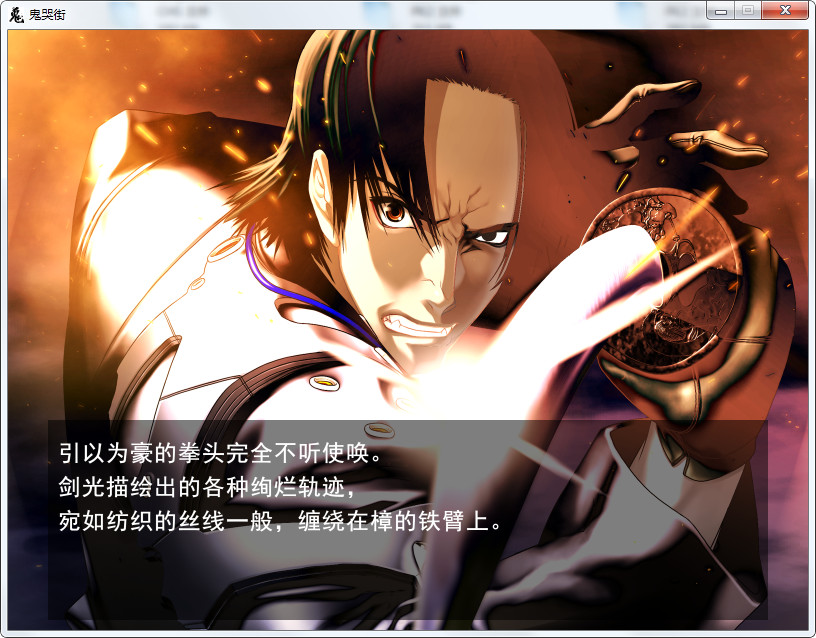 鬼哭街
引以为豪的拳头完全不听使唤。
剑光描绘出的各种绚烂轨迹，
宛如纺织的丝线一般，缠绕在樟的铁臂上。